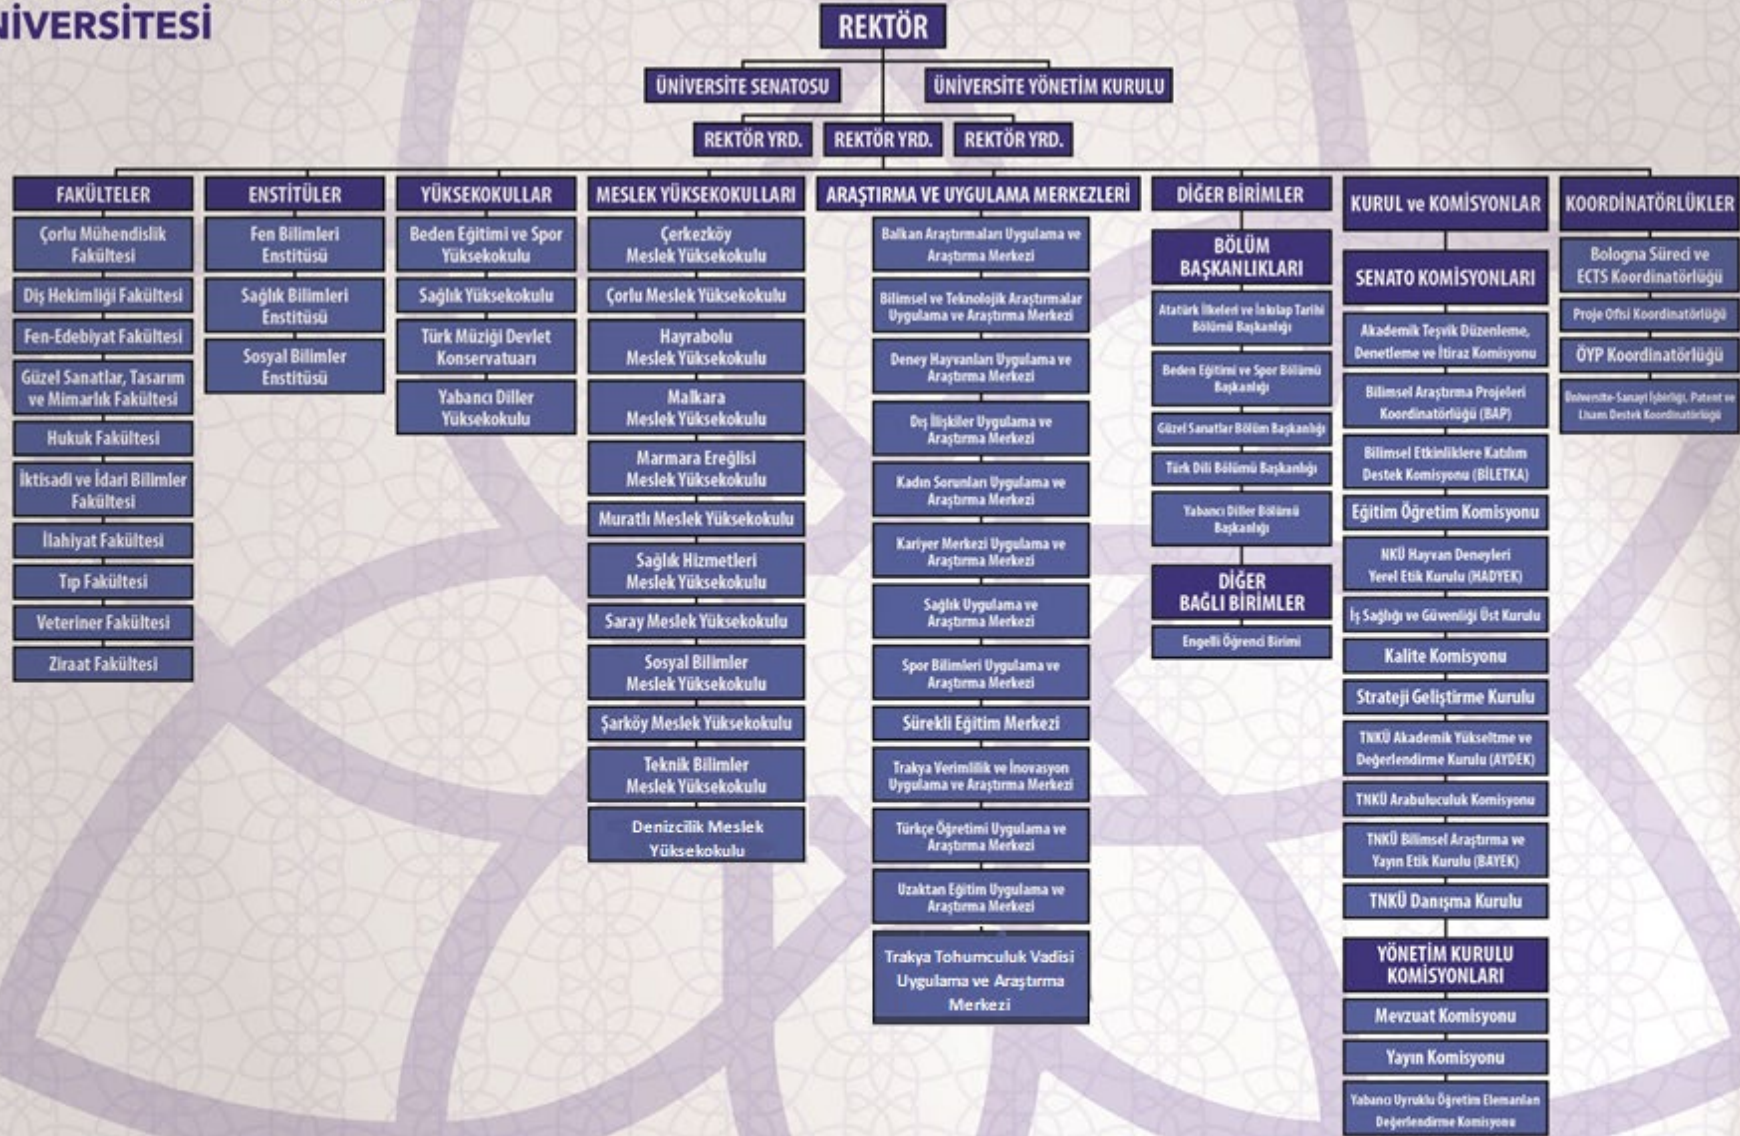 NİVERSİTESİ
REKTÖR
ÜNİVERSİTE SENATOSU
ÜNİVERSİTE YÖNETİM KURULU
REKTÖR YRD.
REKTÖR YRD.
REKTÖR YRD.
FAKÜLTELER
Çorlu Mühendislik
Fakültesi
Diş Hekimliği Fakültesi
Fen-Edebiyat Fakültesi
Güzel Sanatlar, Tasarım
ve Mimarlık Fakültesi
Hukuk Fakültesi
İktisadi ve İdari Bilimler
Fakültesi
İlahiyat Fakültesi
Tıp Fakültesi
Veteriner Fakültesi
Ziraat Fakültesi
ENSTİTÜLER
Fen Bilimleri
Enstitüsü
Sağlık Bilimleri
Enstitüsü
Sosyal Bilimler
Enstitüsü
YÜKSEKOKULLAR
Beden Eğitimi ve Spor
Yüksekokulu
Sağlık Yüksekokulu
Türk Müziği Devlet
Konservatuarı
Yabancı Diller
Yüksekokulu
MESLEK YÜKSEKOKULLARI
Çerkezköy
Meslek Yüksekokulu
Çorlu Meslek Yüksekokulu
Hayrabolu
Meslek Yüksekokulu
Malkara
Meslek Yüksekokulu
Marmara Ereğlisi
Meslek Yüksekokulu
Muratlı Meslek Yüksekokulu
Sağlık Hizmetleri
Meslek Yüksekokulu
Saray Meslek Yüksekokulu
Sosyal Bilimler
Meslek Yüksekokulu
Şarköy Meslek Yüksekokulu
Teknik Bilimler
Meslek Yüksekokulu
Denizcilik Meslek
Yüksekokulu
ARAŞTIRMA VE UYGULAMA MERKEZLERİ
Balkan Araştırmaları Uygulama ve
Araştırma Merkezi
Bilimsel ve Teknolojik Araştırmalar
Uygulama ve Araştırma Merkezi
Deney Hayvanları Uygulama ve
Araştırma Merkezi
Dış İlişkiler Uygulama ve
Araştırma Merkezi
Kadın Sorunları Uygulama ve
Araştırma Merkezi
Kariyer Merkezi Uygulama ve
Araştırma Merkezi
Sağlık Uygulama ve
Araştırma Merkezi
Spor Bilimleri Uygulama ve
Araştırma Merkezi
Sürekli Eğitim Merkezi
Trakya Verimlilik ve İnovasyon
Uygulama ve Araştırma Merkezi
Türkçe Öğretimi Uygulama ve
Araştırma Merkezi
Uzaktan Eğitim Uygulama ve
Araştırma Merkezi
Trakya Tohumculuk Vadisi
Uygulama ve Araştırma
Merkezi
DİĞER BİRİMLER
BÖLÜM
BAŞKANLIKLARI
Atatürk İlkeleri ve İnkılap Tarihi
Bölümü Başkanlığı
Beden Eğitimi ve Spor Bölümü
Başkanlığı
Güzel Sanatlar Bölüm Başkanlığı
Türk Dili Bölümü Başkanlığı
Yabancı Diller Bölümü
Başkanlığı
DİĞER
BAĞLI BİRİMLER
Engelli Öğrenci Birimi
KURUL ve KOMİSYONLAR
SENATO KOMİSYONLARI
Akademik Teşvik Düzenleme,
Denetleme ve İtiraz Komisyonu
Bilimsel Araştırma Projeleri
Koordinatörlüğü (BAP)
Bilimsel Etkinliklere Katılım
Destek Komisyonu (BİLETKA)
Eğitim Öğretim Komisyonu
NKÜ Hayvan Deneyleri
Yerel Etik Kurulu (HADYEK)
İş Sağlığı ve Güvenliği Üst Kurulu
Kalite Komisyonu
Strateji Geliştirme Kurulu
TNKÜ Akademik Yükseltme ve
Değerlendirme Kurulu (AYDEK)
TNKÜ Arabuluculuk Komisyonu
TNKÜ Bilimsel Araştırma ve
Yayın Etik Kurulu (BAYEK)
TNKÜ Danışma Kurulu
YÖNETİM KURULU
KOMİSYONLARI
Mevzuat Komisyonu
Yayın Komisyonu
Yabancı Uyruklu Öğretim Elemanları
Değerlendirme Komisyonu
KOORDİNATÖRLÜKLER
Bologna Süreci ve
ECTS Koordinatörlüğü
Proje Ofisi Koordinatörlüğü
ÖYP Koordinatörlüğü
Üniversite-Sanayi İşbirliği, Patent ve
Lisans Destek Koordinatörlüğü